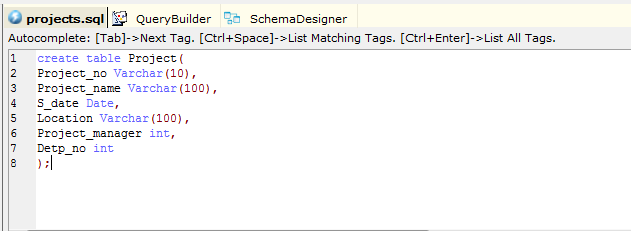 projects.sql QueryBuilder SchemaDesigner
Autocomplete: [Tab]->Next Tag. [Ctrl+Space]->List Matching Tags. [Ctrl+Enter]->List All Tags.
1 create table Project(
2 Project_no Varchar(10),
3 Project_name Varchar(100),
4 S_date Date,
5 Location Varchar(100),
6 Project_manager int,
7 Detp_no int
8 );